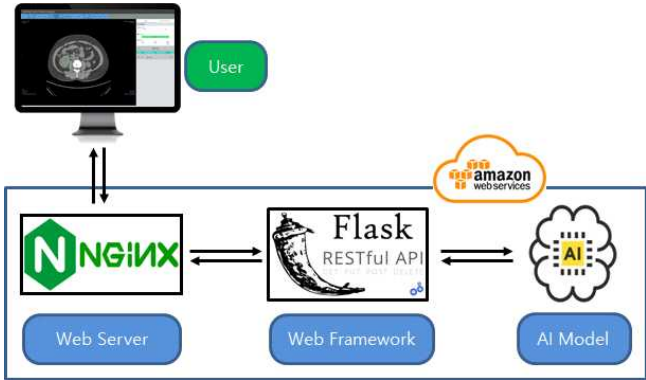 User
amazon
webservices
N
NGINX
Flask
RESTful API
GET PUT POST DELETE
AI
Web Server
Web Framework
AI Model